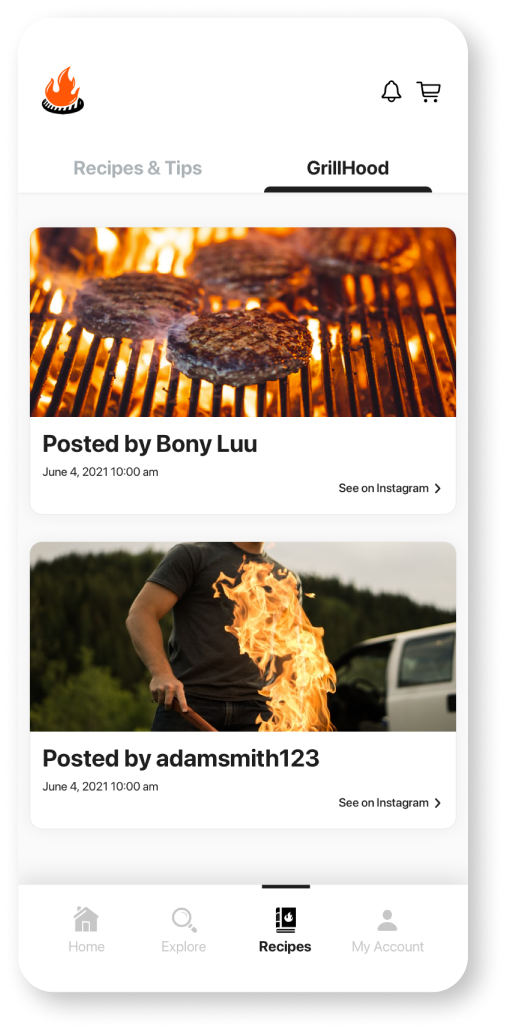 Recipes & Tips
GrillHood
Posted by Bony Luu
June 4, 2021 10:00 am
See on Instagram
Posted by adamsmith123
June 4, 2021 10:00 am
See on Instagram
Home
Explore
Recipes
My Account